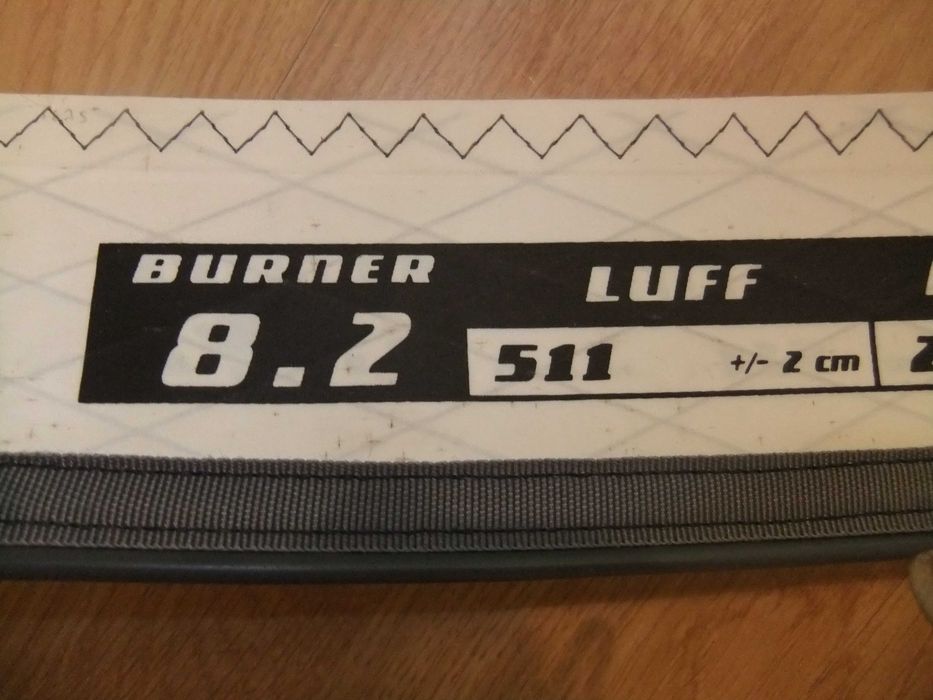 BURNER
8.2
LUFF
511 +/- 2 cm